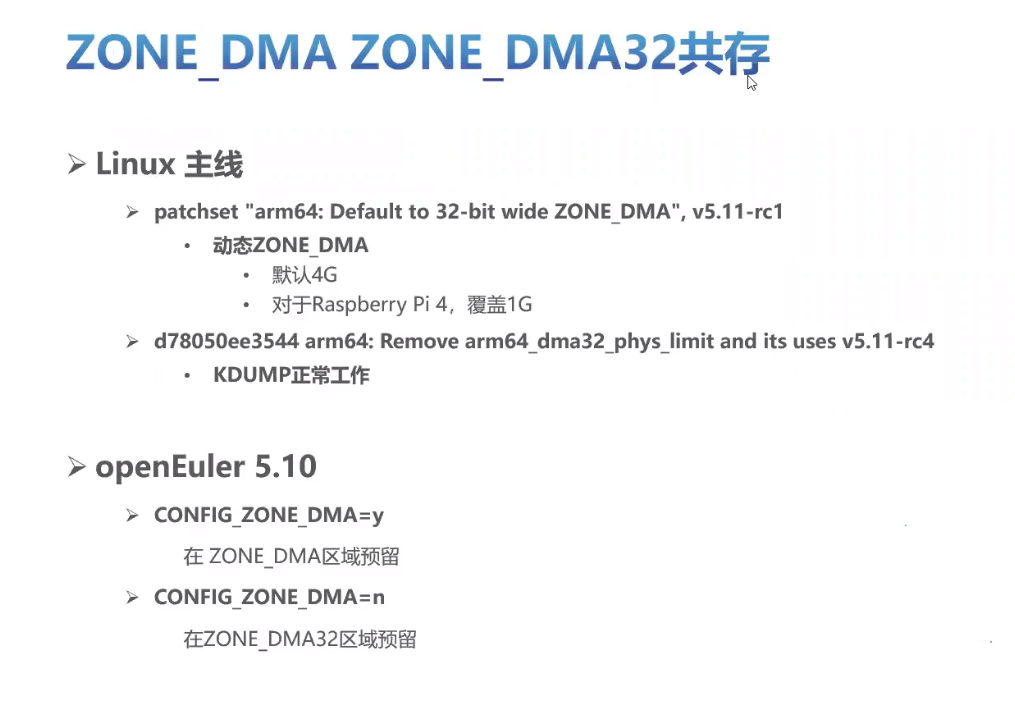 ZONE_DMA ZONE_DMA32共存
Linux 主线
patchset "arm64: Default to 32-bit wide ZONE_DMA", v5.11-rc1
动态ZONE_DMA
默认4G
对于Raspberry Pi 4，覆盖1G
d78050ee3544 arm64: Remove arm64_dma32_phys_limit and its uses v5.11-rc4
KDUMP正常工作
openEuler 5.10
CONFIG_ZONE_DMA=y
在 ZONE_DMA区域预留
CONFIG_ZONE_DMA=n
在ZONE_DMA32区域预留